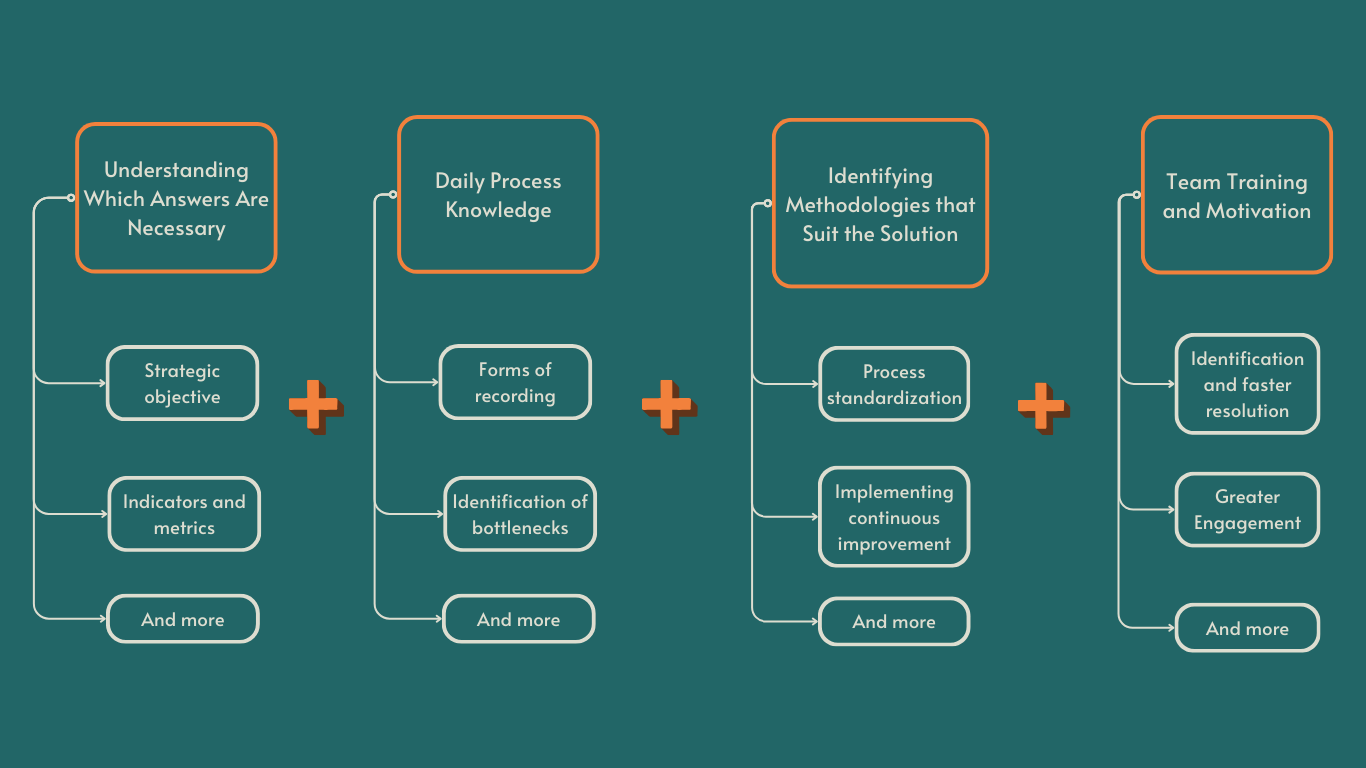 Understanding
Which Answers Are
Necessary
Strategic
objective
Indicators and
metrics
And more
Daily Process
Knowledge
Forms of
recording
Identification of
bottlenecks
And more
Identifying
Methodologies that
Suit the Solution
Process
standardization
Implementing
continuous
improvement
And more
Team Training
and Motivation
Identification
and faster
resolution
Greater
Engagement
And more